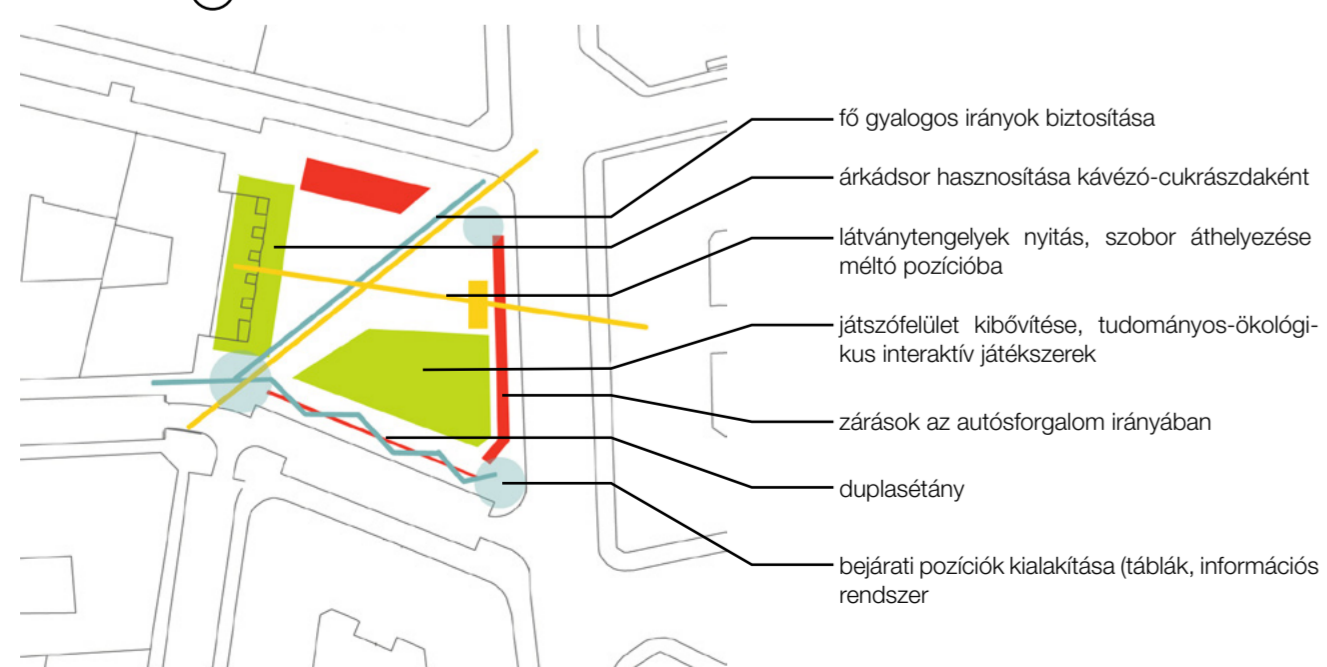 fő gyalogos irányok biztosítása
árkádsor hasznosítása kávézó-cukrászdaként
látványtengelyek nyitás, szobor áthelyezése
méltó pozícióba
játszófelület kibővítése, tudományos-ökológi-
kus interaktív játékszerek
zárások az autósforgalom irányában
duplasétány
bejárati pozíciók kialakítása (táblák, információs
rendszer